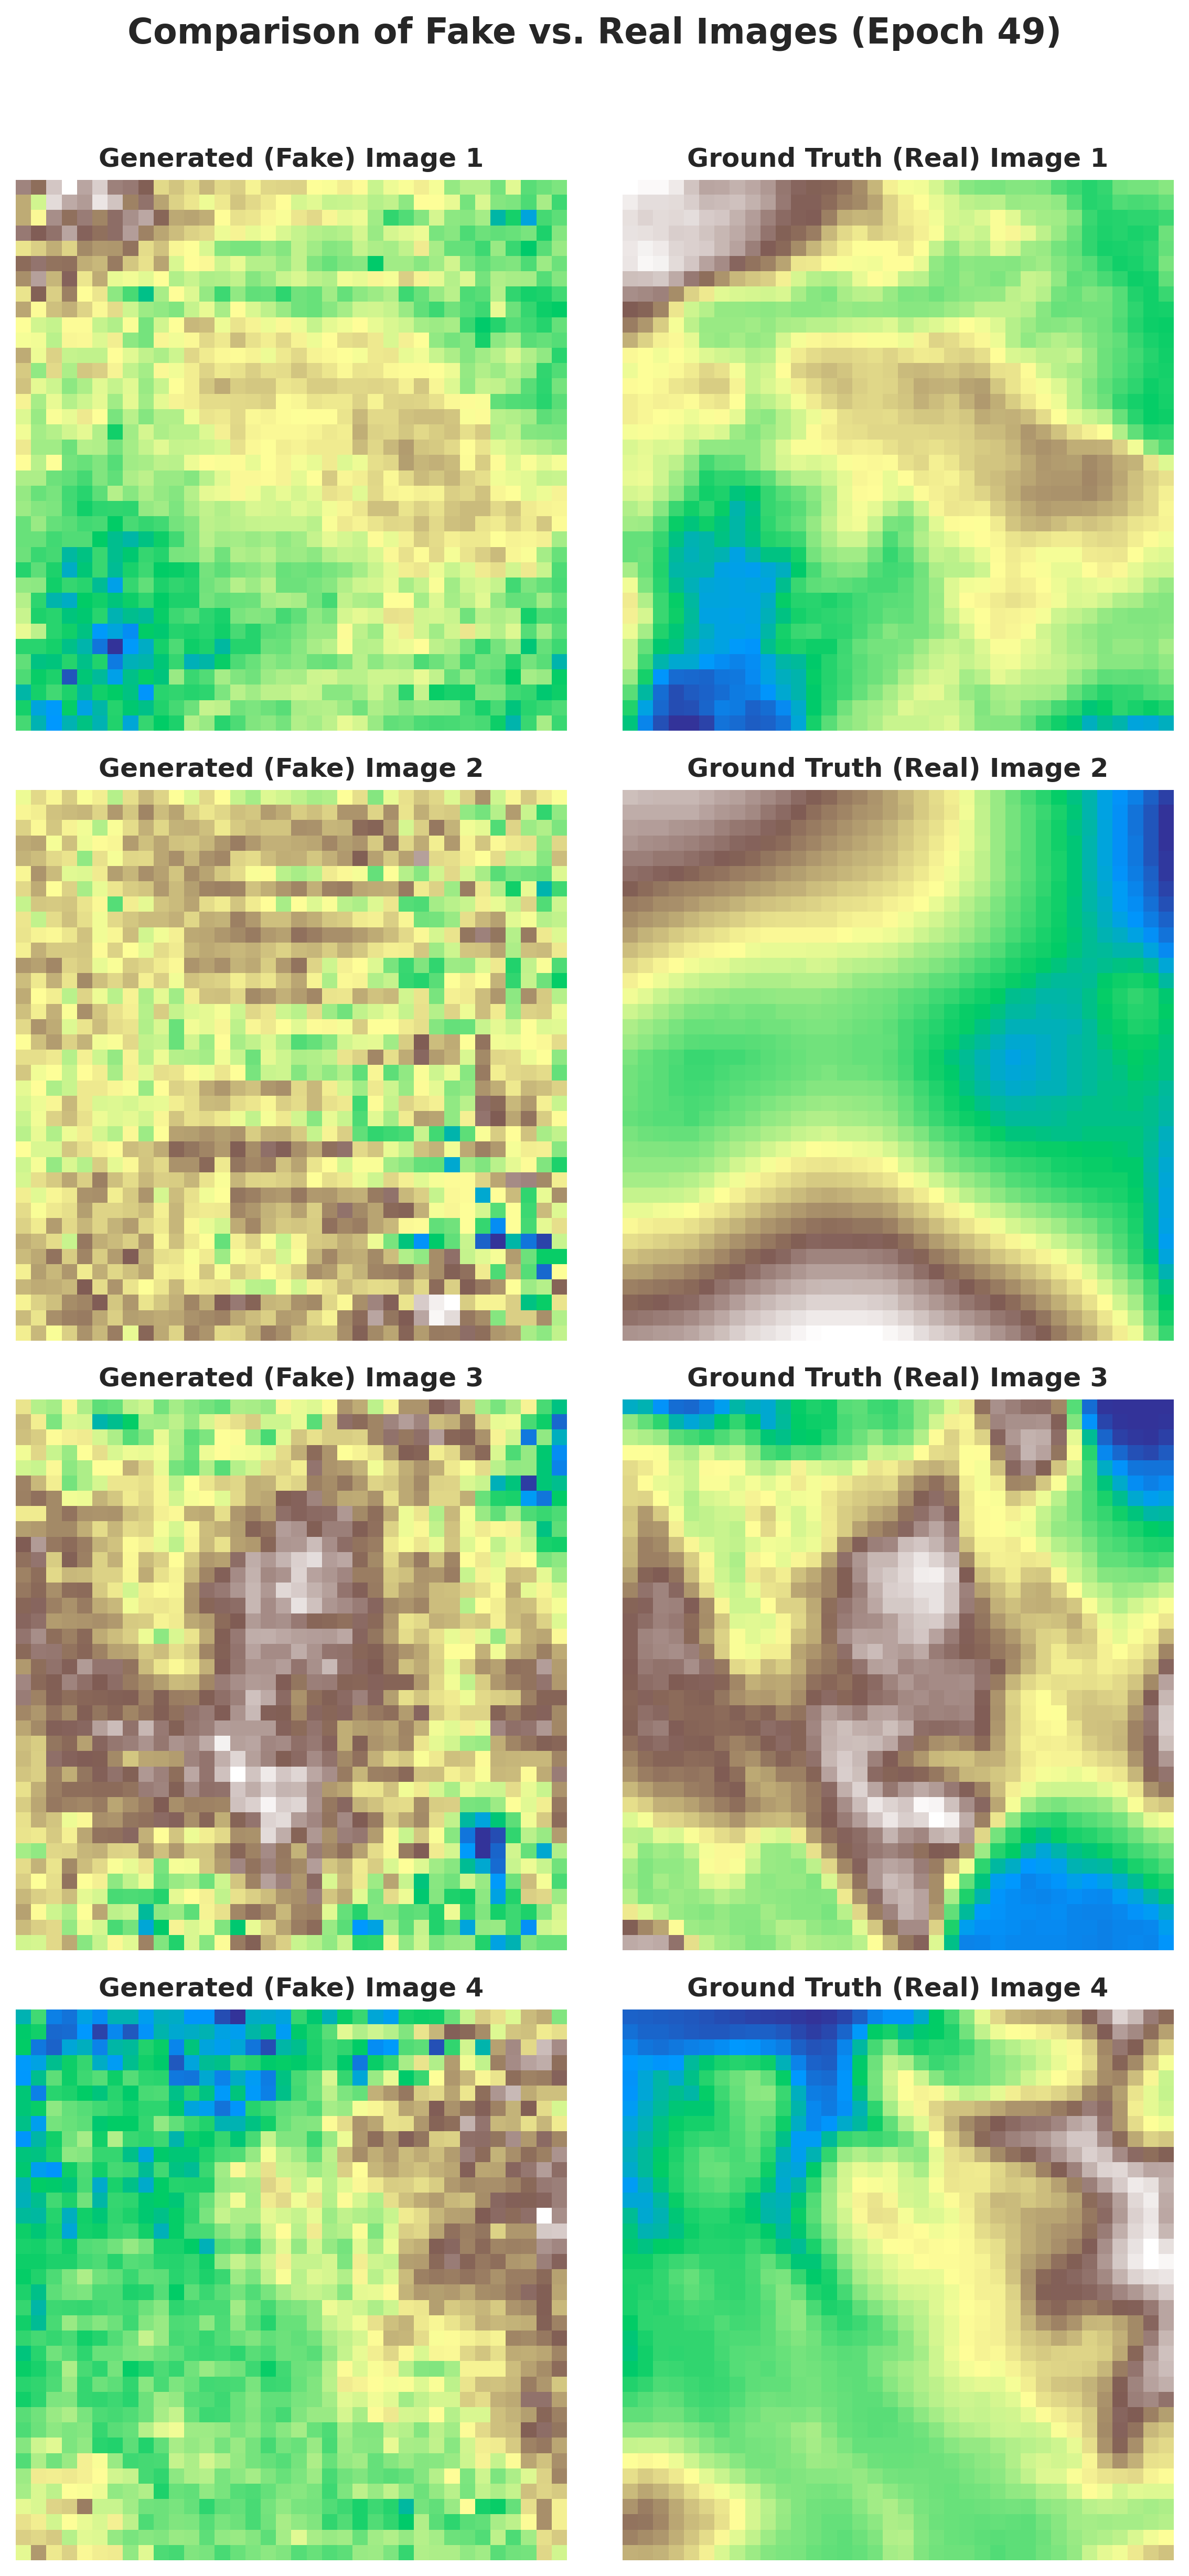 Comparison of Fake vs. Real Images (Epoch 49)
Generated (Fake) Image 1
Ground Truth (Real) Image 1
Generated (Fake) Image 2
Ground Truth (Real) Image 2
Generated (Fake) Image 3
Ground Truth (Real) Image 3
Generated (Fake) Image 4
Ground Truth (Real) Image 4